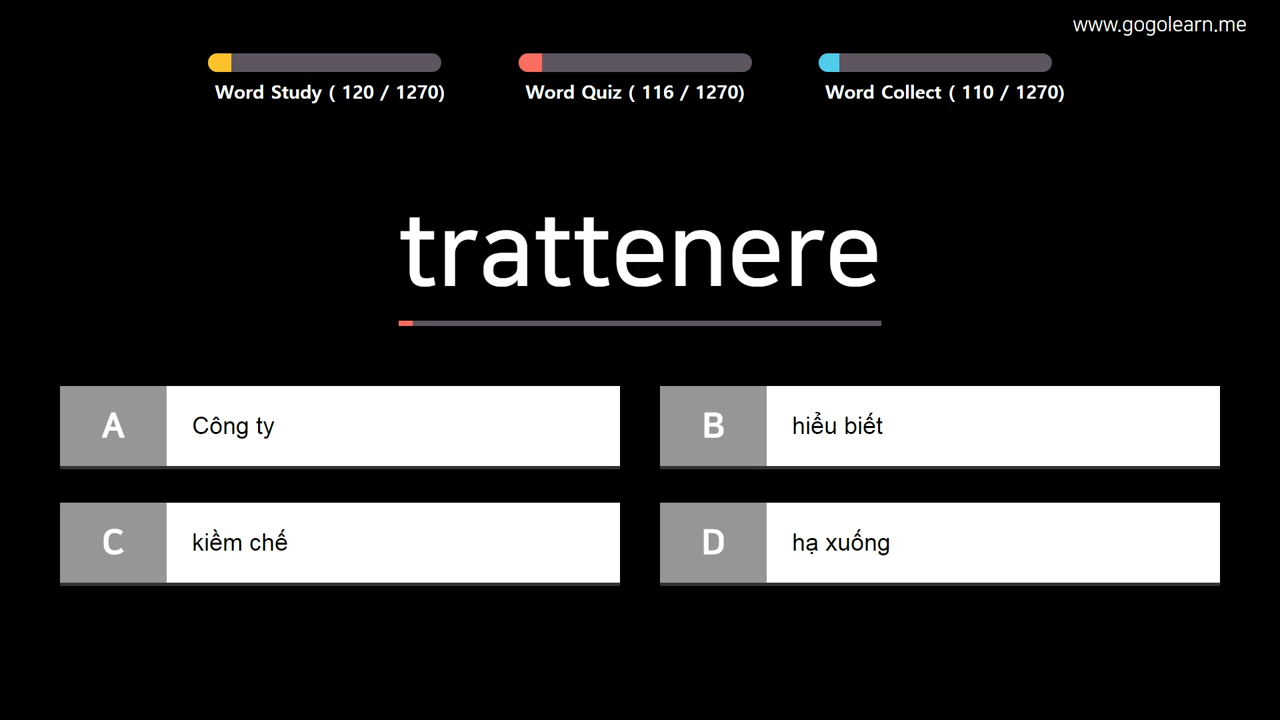 www.gogolearn.me
Word Study ( 120 / 1270)
Word Quiz ( 116 / 1270)
Word Collect ( 110 / 1270)
trattenere
A
Công ty
B
hiểu biết
C
kiềm chế
D
hạ xuống